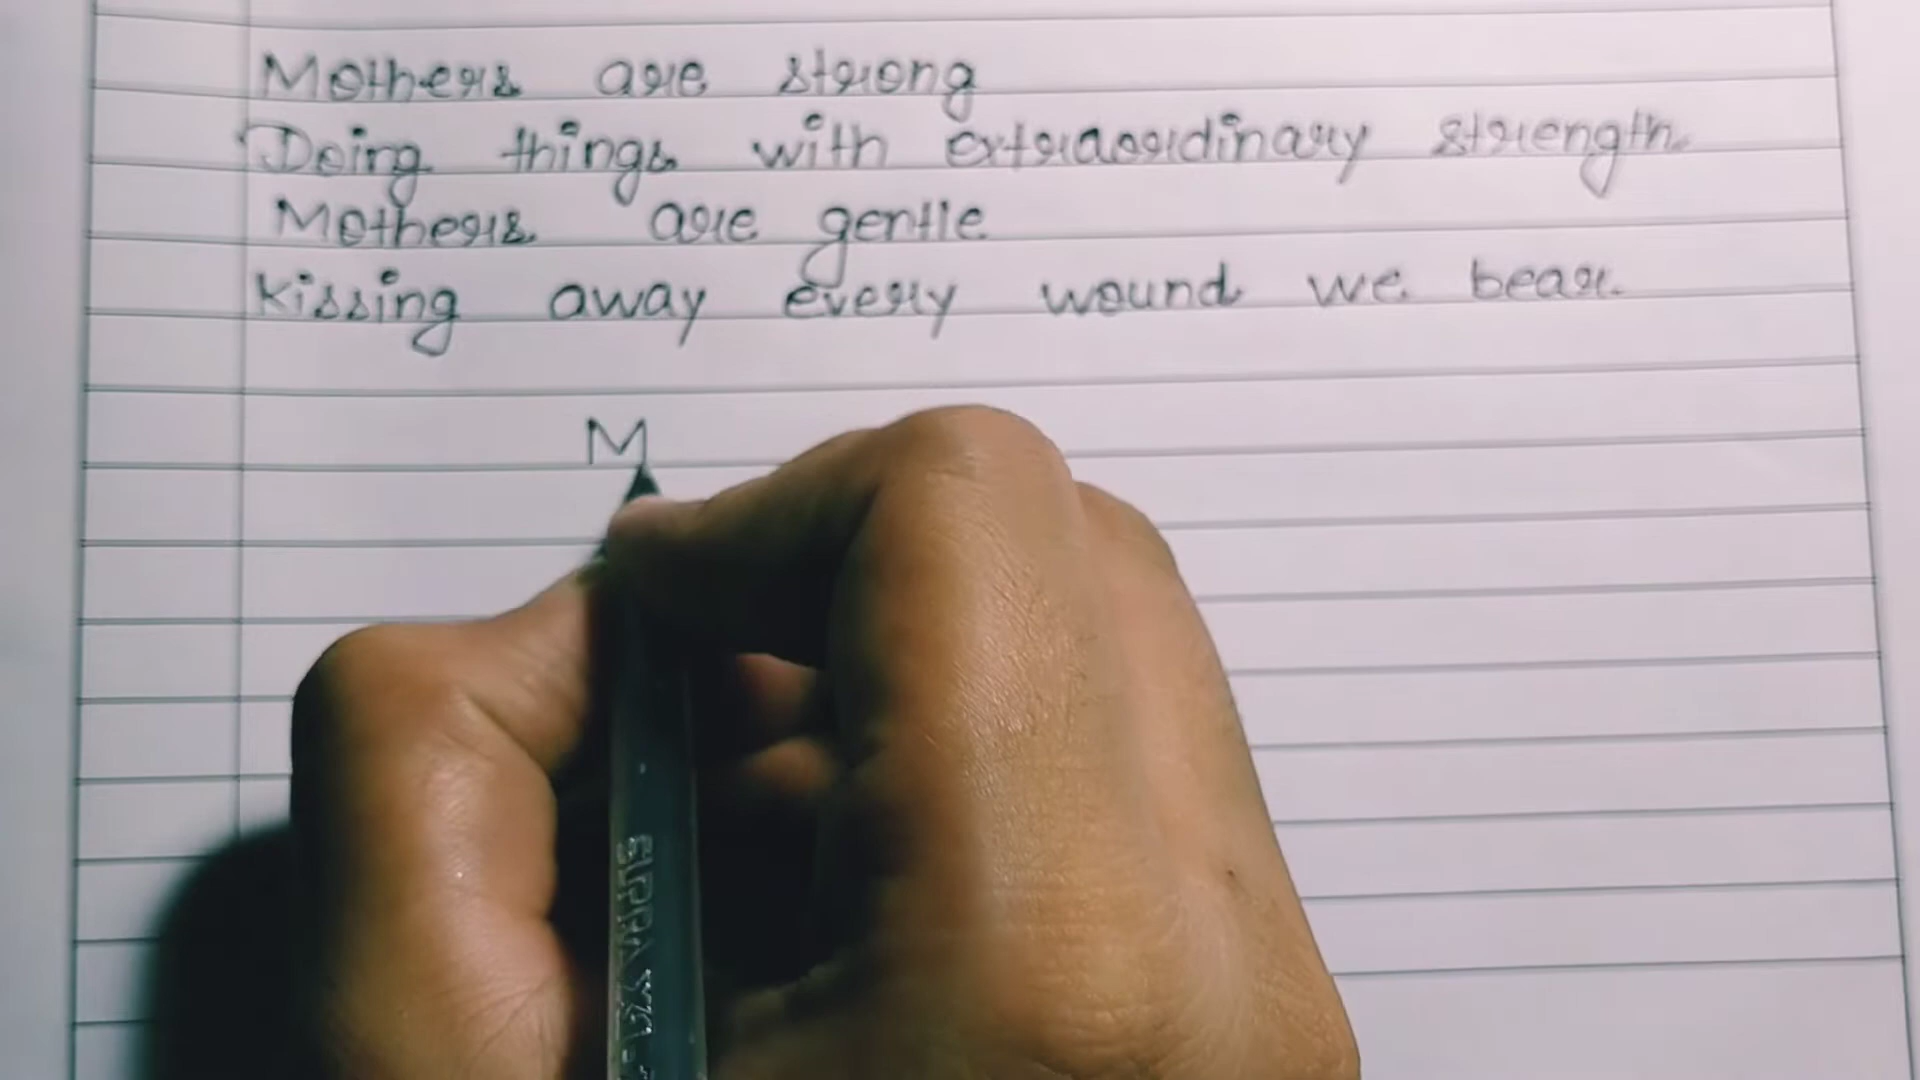 Mothers are strong
Doing things with extraordinary strength.
Mothers are gentle
Kissing away every wound we bear.
M